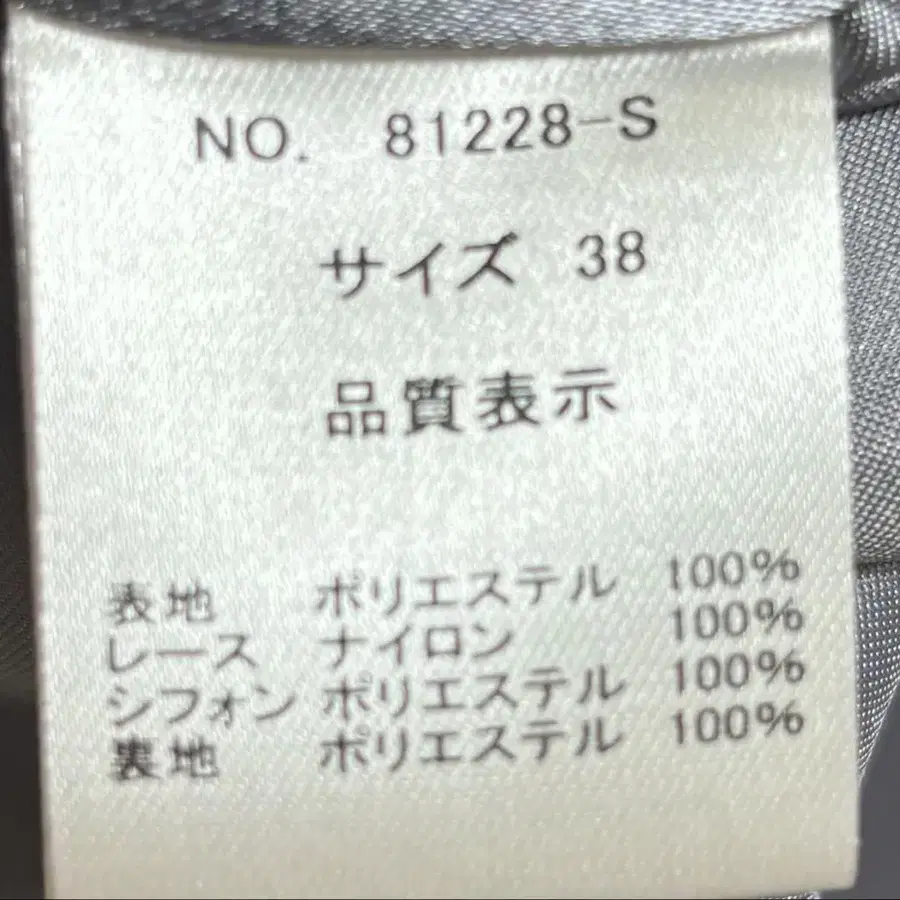 NO. 81228-S
サイズ 38
品質表示
表地 ポリエステル 100%
レース ナイロン 100%
シフォン ポリエステル 100%
裏地 ポリエステル 100%